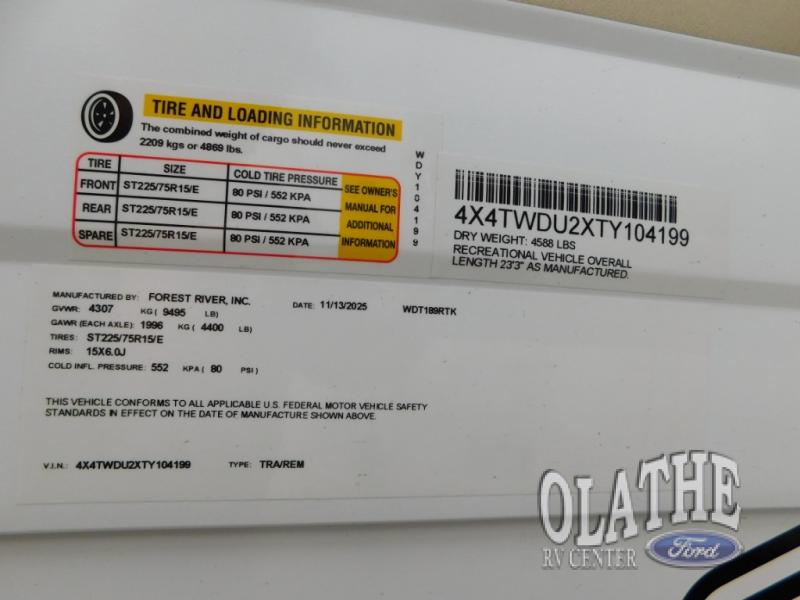 TIRE AND LOADING INFORMATION
The combined weight of cargo should never exceed
2209 kgs or 4869 lbs.
TIRE SIZE COLD TIRE PRESSURE
FRONT ST225/75R15/E 80 PSI / 552 KPA
REAR ST225/75R15/E 80 PSI / 552 KPA
SPARE ST225/75R15/E 80 PSI / 552 KPA
SEE OWNER'S
MANUAL FOR
ADDITIONAL
INFORMATION
WDY104199
4X4TWDU2XTY104199
DRY WEIGHT: 4588 LBS
RECREATIONAL VEHICLE OVERALL
LENGTH 23'3" AS MANUFACTURED.
MANUFACTURED BY: FOREST RIVER, INC. DATE: 11/13/2025 WDT189RTK
GVWR: 4307 KG ( 9495 LB)
GAWR (EACH AXLE): 1996 KG ( 4400 LB)
TIRES: ST225/75R15/E
RIMS: 15X6.0J
COLD INFL. PRESSURE: 552 KPA ( 80 PSI )
THIS VEHICLE CONFORMS TO ALL APPLICABLE U.S. FEDERAL MOTOR VEHICLE SAFETY
STANDARDS IN EFFECT ON THE DATE OF MANUFACTURE SHOWN ABOVE.
V.I.N.: 4X4TWDU2XTY104199 TYPE: TRA/REM
OLATHE
RV CENTER
Ford